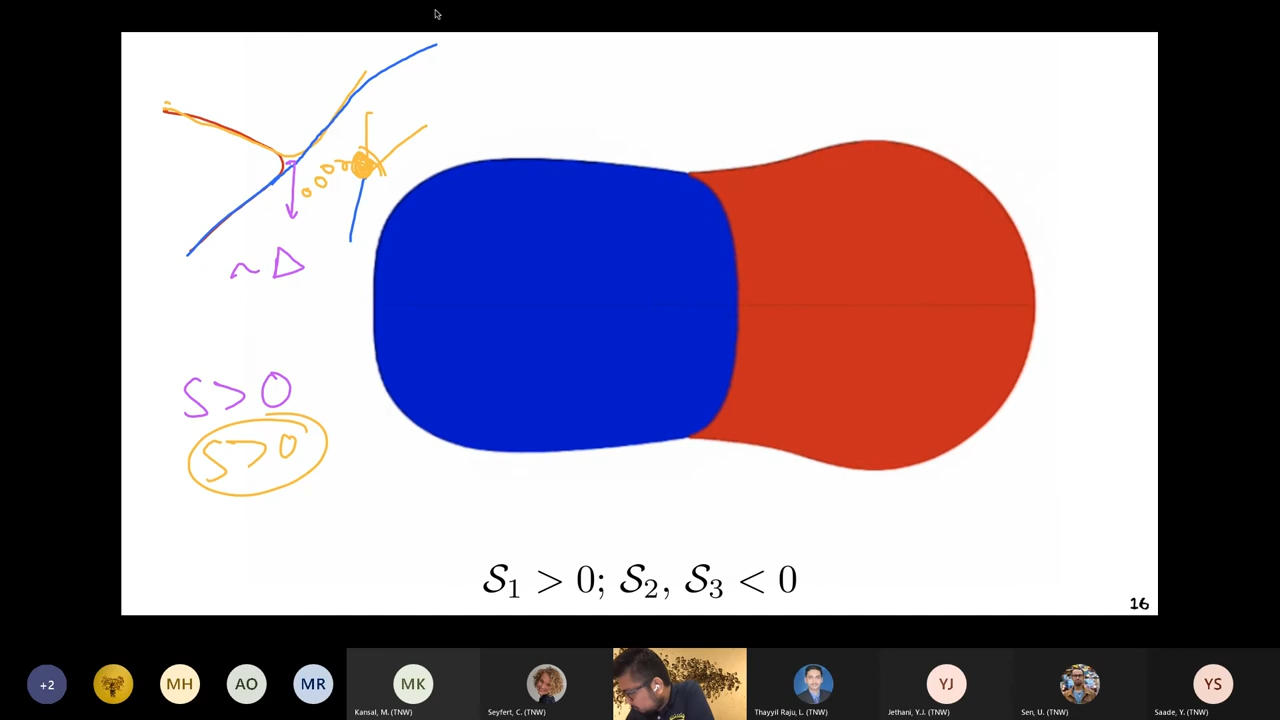 ~ Δ
S > 0
S > 0
𝒮₁ > 0; 𝒮₂, 𝒮₃ < 0
16
+2
MH
AO
MR
MK
YJ
YS
Kansal, M. (TNW)
Seyfert, C. (TNW)
Thayyil Raju, L. (TNW)
Jethani, Y.J. (TNW)
Sen, U. (TNW)
Saade, Y. (TNW)